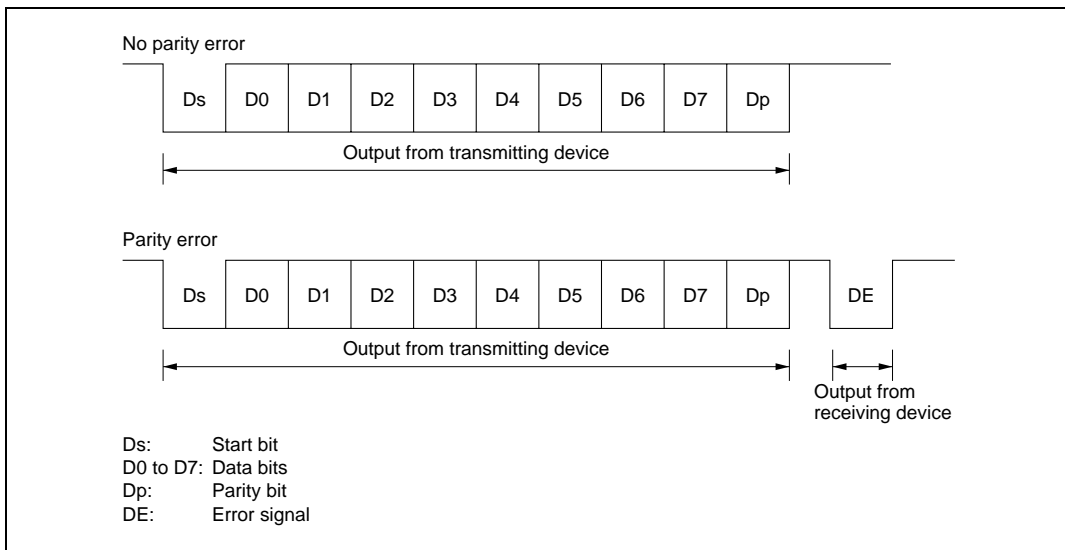 No parity error
Ds D0 D1 D2 D3 D4 D5 D6 D7 Dp
Output from transmitting device
Parity error
Ds D0 D1 D2 D3 D4 D5 D6 D7 Dp DE
Output from transmitting device
Output from
receiving device
Ds: Start bit
D0 to D7: Data bits
Dp: Parity bit
DE: Error signal